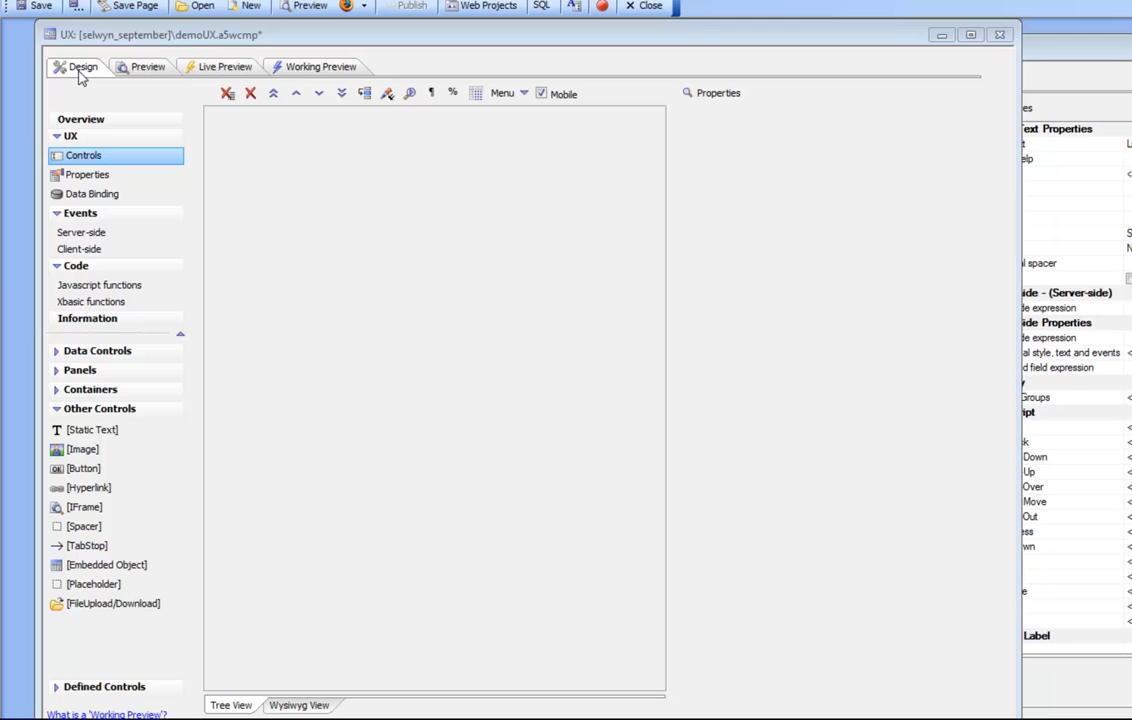 Save Save Page Open New Preview Publish Web Projects SQL A Close
UX: [selwyn_september]\demoUX.a5wcmp*
Design Preview Live Preview Working Preview
¶ % Menu Mobile Properties
Overview
UX
Controls
Properties
Data Binding
Events
Server-side
Client-side
Code
Javascript functions
Xbasic functions
Information
Data Controls
Panels
Containers
Other Controls
T [Static Text]
[Image]
OK [Button]
[Hyperlink]
[IFrame]
[Spacer]
[TabStop]
[Embedded Object]
[Placeholder]
[FileUpload/Download]
Defined Controls
What is a 'Working Preview'?
Tree View Wysiwyg View
es
ext Properties
t
elp
<
S
N
l spacer
ide - (Server-side)
de expression
ide Properties
de expression
al style, text and events <
d field expression
y
Groups <
ipt
<
ck <
Down <
Up <
Over <
Move <
Out <
ess <
wn <
<
e <
<
<
Label